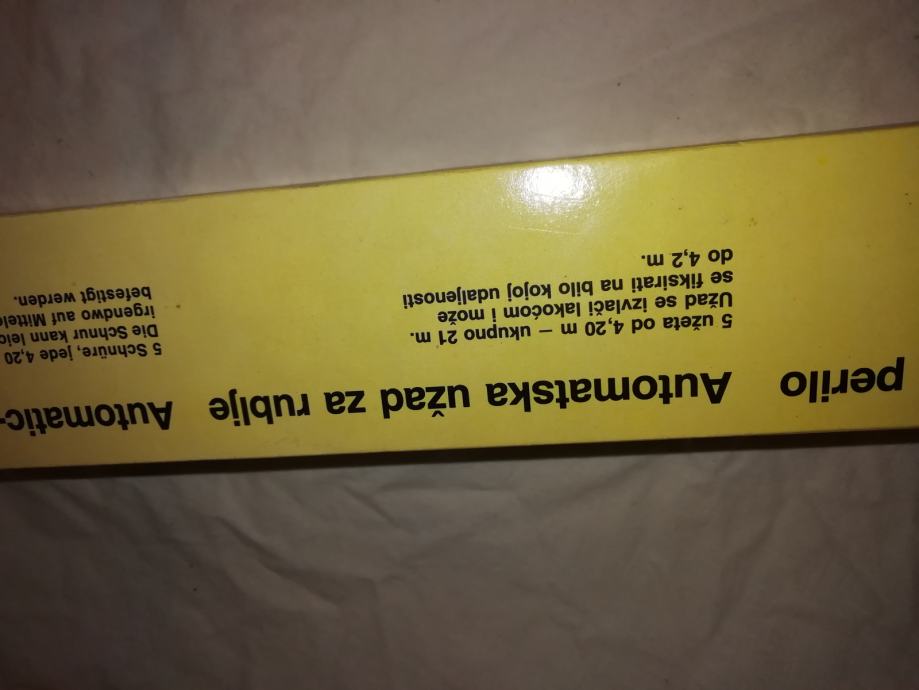 perilo Automatska užad za rublje Automatic-
5 užeta od 4,20 m — ukupno 21 m.
Užad se izvlači lakoćom i može
se fiksirati na bilo kojoj udaljenosti
do 4,2 m.
5 Schnüre, jede 4,20
Die Schnur kann leic
irgendwo auf Mittel
befestigt werden.